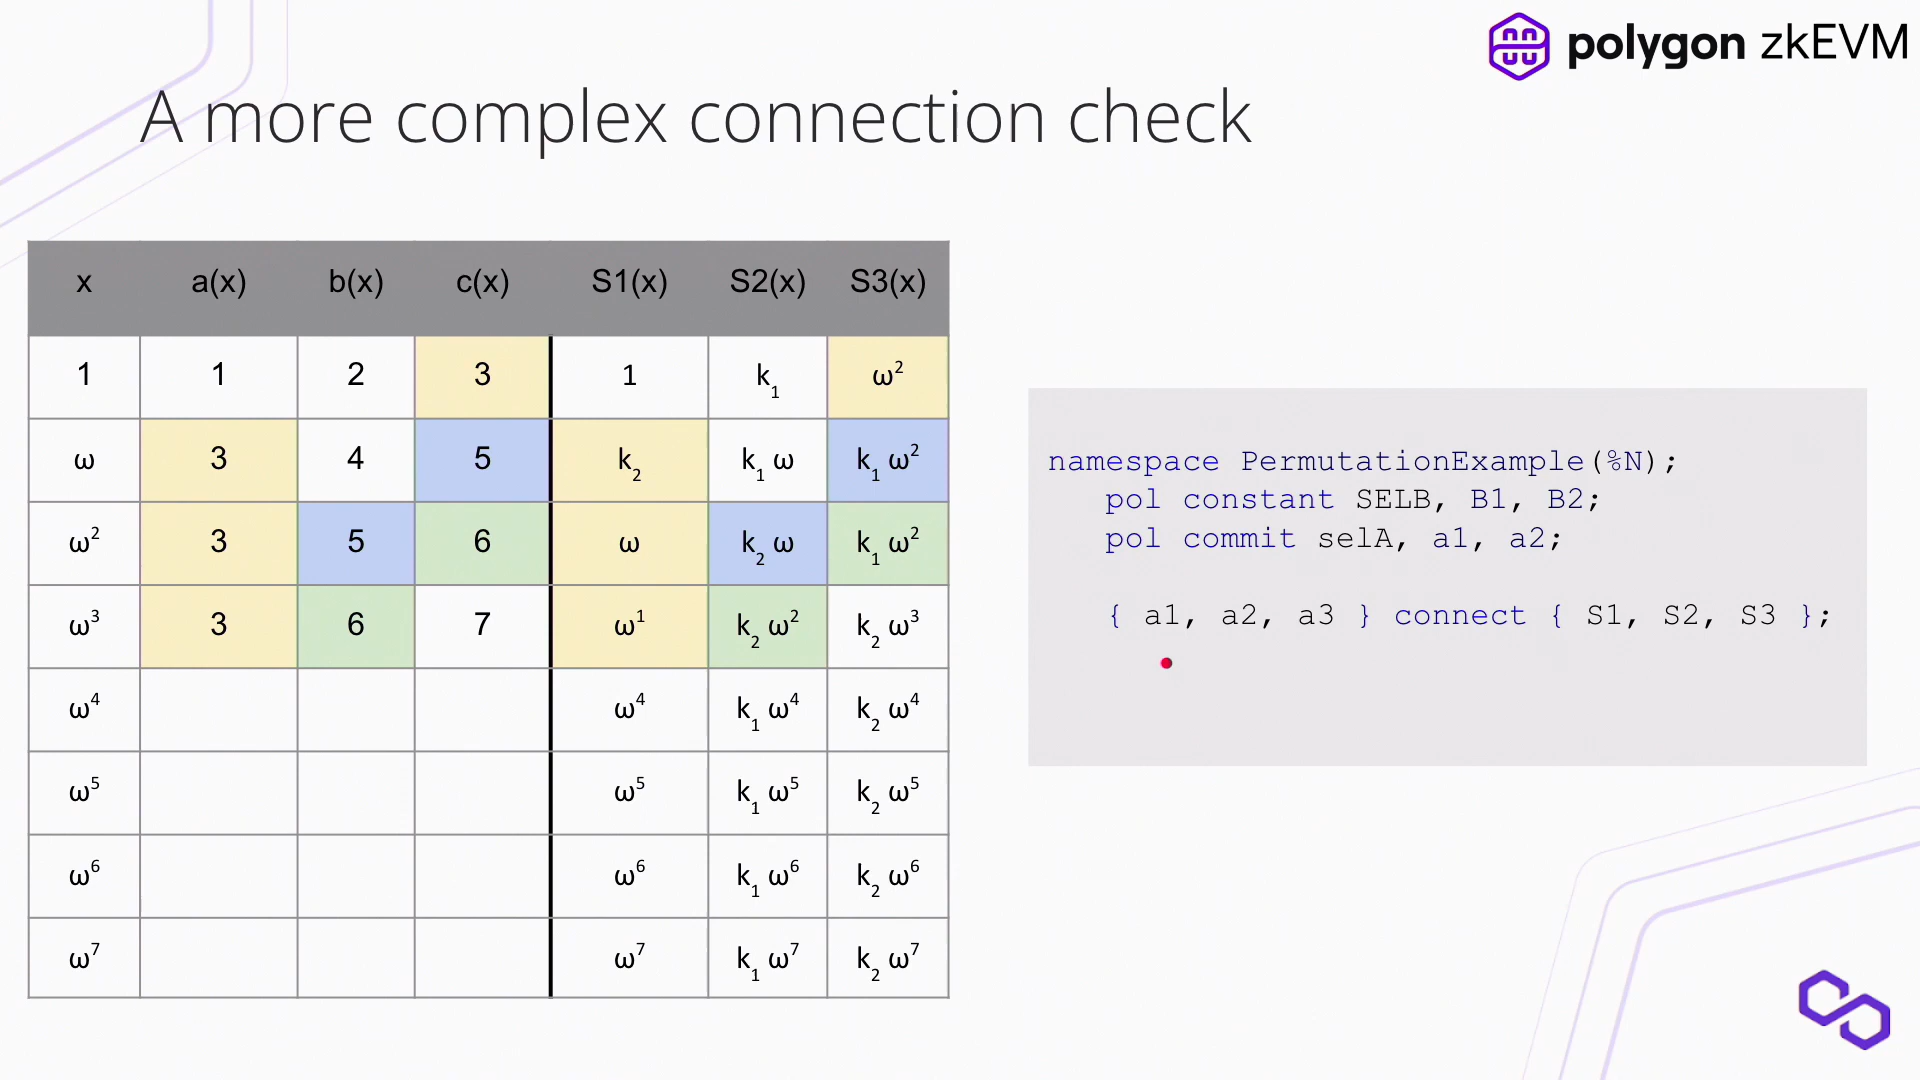 polygon zkEVM
A more complex connection check
x a(x) b(x) c(x) S1(x) S2(x) S3(x)
1 1 2 3 1 k₁ ω²
ω 3 4 5 k₂ k₁ ω k₁ ω²
ω² 3 5 6 ω k₂ ω k₁ ω²
ω³ 3 6 7 ω¹ k₂ ω² k₂ ω³
ω⁴ ω⁴ k₁ ω⁴ k₂ ω⁴
ω⁵ ω⁵ k₁ ω⁵ k₂ ω⁵
ω⁶ ω⁶ k₁ ω⁶ k₂ ω⁶
ω⁷ ω⁷ k₁ ω⁷ k₂ ω⁷
namespace PermutationExample(%N);
pol constant SELB, B1, B2;
pol commit selA, a1, a2;
{ a1, a2, a3 } connect { S1, S2, S3 };